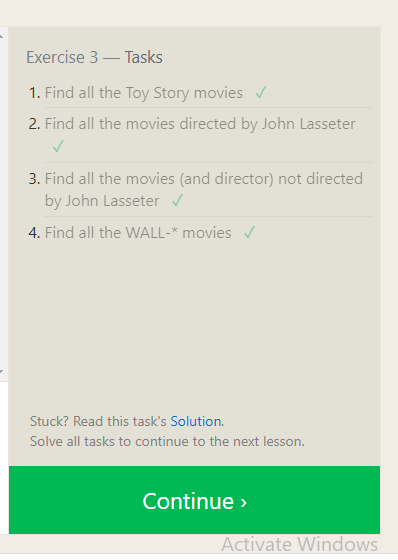 Exercise 3 — Tasks
1. Find all the Toy Story movies ✓
2. Find all the movies directed by John Lasseter
✓
3. Find all the movies (and director) not directed
by John Lasseter ✓
4. Find all the WALL-* movies ✓
Stuck? Read this task's Solution.
Solve all tasks to continue to the next lesson.
Continue ›
Activate Windows